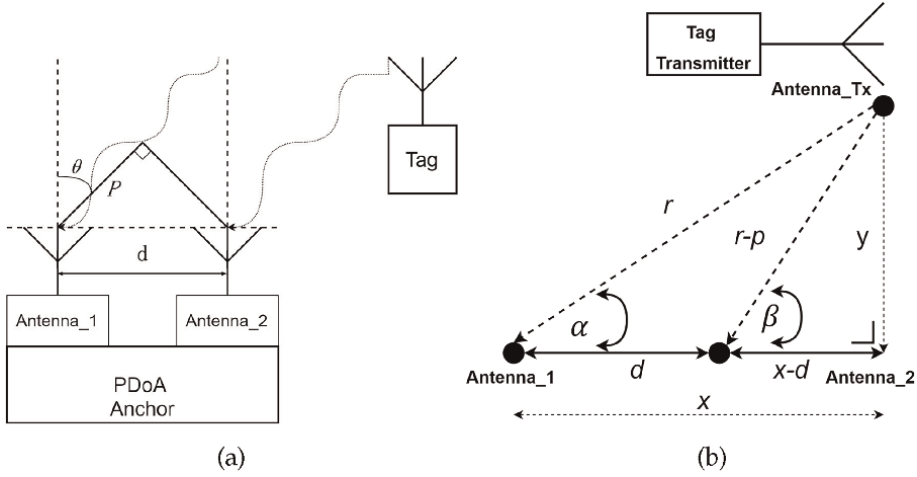 θ
P
Tag
d
Antenna_1
Antenna_2
PDoA
Anchor
(a)
Tag
Transmitter
Antenna_Tx
r
r-p
y
α
β
d
x-d
Antenna_1
Antenna_2
x
(b)